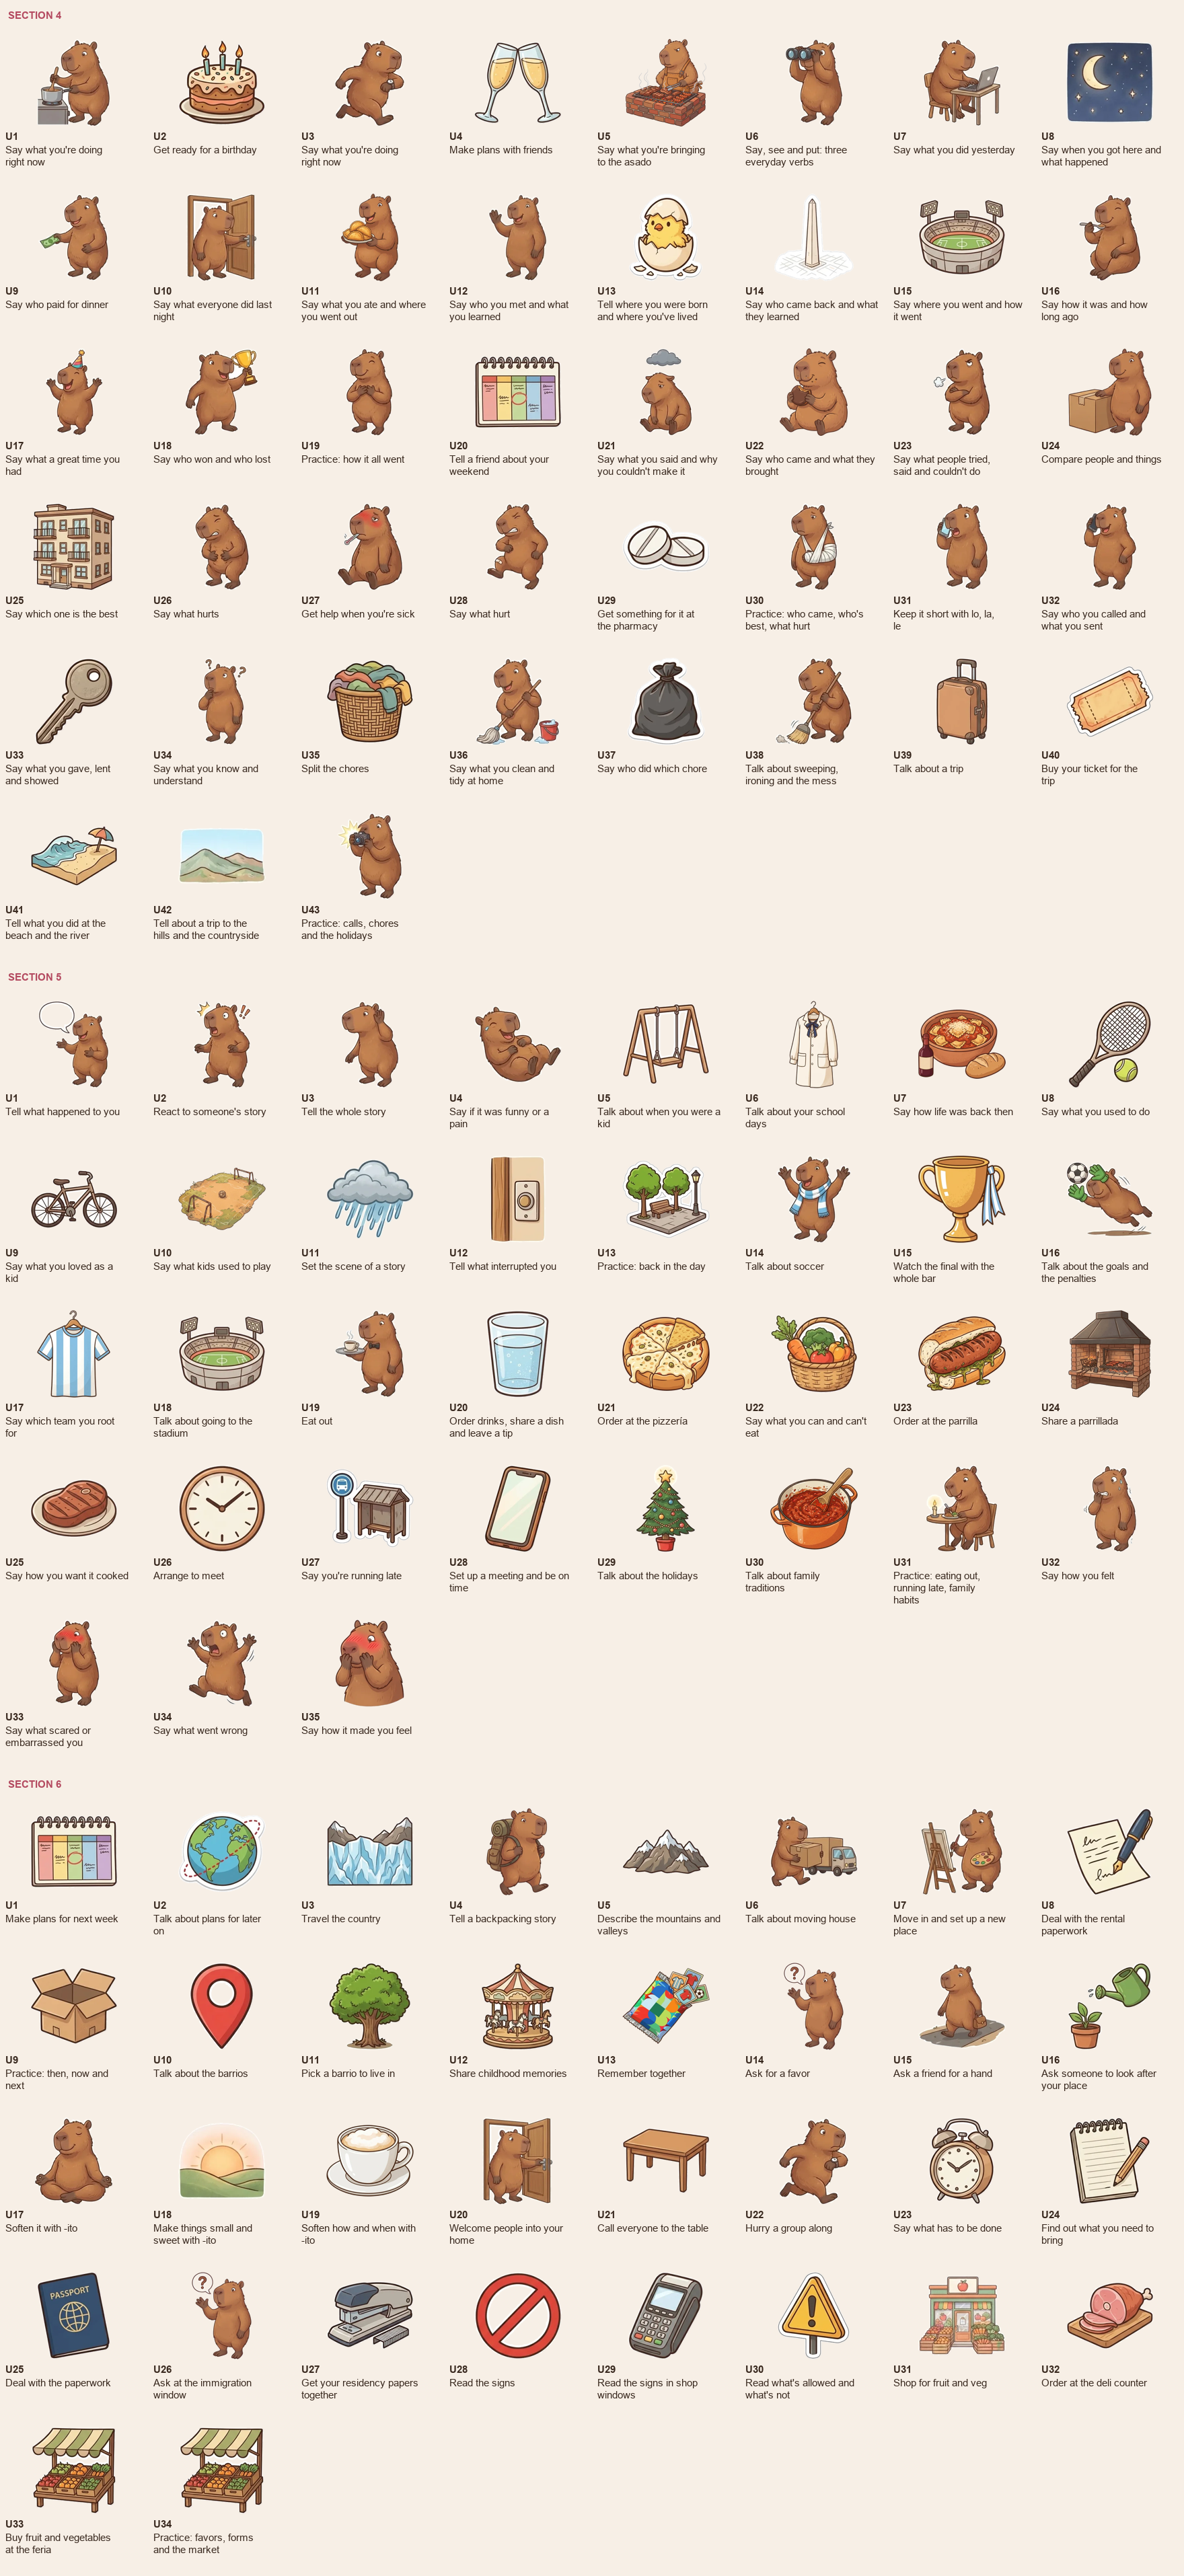 SECTION 4
U1
Say what you're doing
right now
U2
Get ready for a birthday
U3
Say what you're doing
right now
U4
Make plans with friends
U5
Say what you're bringing
to the asado
U6
Say, see and put: three
everyday verbs
U7
Say what you did yesterday
U8
Say when you got here and
what happened
U9
Say who paid for dinner
U10
Say what everyone did last
night
U11
Say what you ate and where
you went out
U12
Say who you met and what
you learned
U13
Tell where you were born
and where you've lived
U14
Say who came back and what
they learned
U15
Say where you went and how
it went
U16
Say how it was and how
long ago
U17
Say what a great time you
had
U18
Say who won and who lost
U19
Practice: how it all went
U20
Tell a friend about your
weekend
U21
Say what you said and why
you couldn't make it
U22
Say who came and what they
brought
U23
Say what people tried,
said and couldn't do
U24
Compare people and things
U25
Say which one is the best
U26
Say what hurts
U27
Get help when you're sick
U28
Say what hurt
U29
Get something for it at
the pharmacy
U30
Practice: who came, who's
best, what hurt
U31
Keep it short with lo, la,
le
U32
Say who you called and
what you sent
U33
Say what you gave, lent
and showed
U34
Say what you know and
understand
U35
Split the chores
U36
Say what you clean and
tidy at home
U37
Say who did which chore
U38
Talk about sweeping,
ironing and the mess
U39
Talk about a trip
U40
Buy your ticket for the
trip
U41
Tell what you did at the
beach and the river
U42
Tell about a trip to the
hills and the countryside
U43
Practice: calls, chores
and the holidays
SECTION 5
U1
Tell what happened to you
U2
React to someone's story
U3
Tell the whole story
U4
Say if it was funny or a
pain
U5
Talk about when you were a
kid
U6
Talk about your school
days
U7
Say how life was back then
U8
Say what you used to do
U9
Say what you loved as a
kid
U10
Say what kids used to play
U11
Set the scene of a story
U12
Tell what interrupted you
U13
Practice: back in the day
U14
Talk about soccer
U15
Watch the final with the
whole bar
U16
Talk about the goals and
the penalties
U17
Say which team you root
for
U18
Talk about going to the
stadium
U19
Eat out
U20
Order drinks, share a dish
and leave a tip
U21
Order at the pizzería
U22
Say what you can and can't
eat
U23
Order at the parrilla
U24
Share a parrillada
U25
Say how you want it cooked
U26
Arrange to meet
U27
Say you're running late
U28
Set up a meeting and be on
time
U29
Talk about the holidays
U30
Talk about family
traditions
U31
Practice: eating out,
running late, family
habits
U32
Say how you felt
U33
Say what scared or
embarrassed you
U34
Say what went wrong
U35
Say how it made you feel
SECTION 6
U1
Make plans for next week
U2
Talk about plans for later
on
U3
Travel the country
U4
Tell a backpacking story
U5
Describe the mountains and
valleys
U6
Talk about moving house
U7
Move in and set up a new
place
U8
Deal with the rental
paperwork
U9
Practice: then, now and
next
U10
Talk about the barrios
U11
Pick a barrio to live in
U12
Share childhood memories
U13
Remember together
U14
Ask for a favor
U15
Ask a friend for a hand
U16
Ask someone to look after
your place
U17
Soften it with -ito
U18
Make things small and
sweet with -ito
U19
Soften how and when with
-ito
U20
Welcome people into your
home
U21
Call everyone to the table
U22
Hurry a group along
U23
Say what has to be done
U24
Find out what you need to
bring
PASSPORT
U25
Deal with the paperwork
U26
Ask at the immigration
window
U27
Get your residency papers
together
U28
Read the signs
U29
Read the signs in shop
windows
U30
Read what's allowed and
what's not
U31
Shop for fruit and veg
U32
Order at the deli counter
U33
Buy fruit and vegetables
at the feria
U34
Practice: favors, forms
and the market